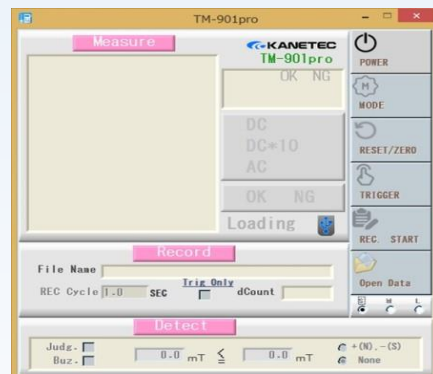 TM-901pro
Measure
KANETEC
TM-901pro
OK NG
DC
DC*10
AC
OK NG
Loading
POWER
M
MODE
RESET/ZERO
TRIGGER
REC. START
Open Data
M L
Record
File Name
REC Cycle 1.0 SEC Trig Only dCount
Detect
Judg.
Buz.
0.0 mT ≦ 0.0 mT
+(N),-(S)
None